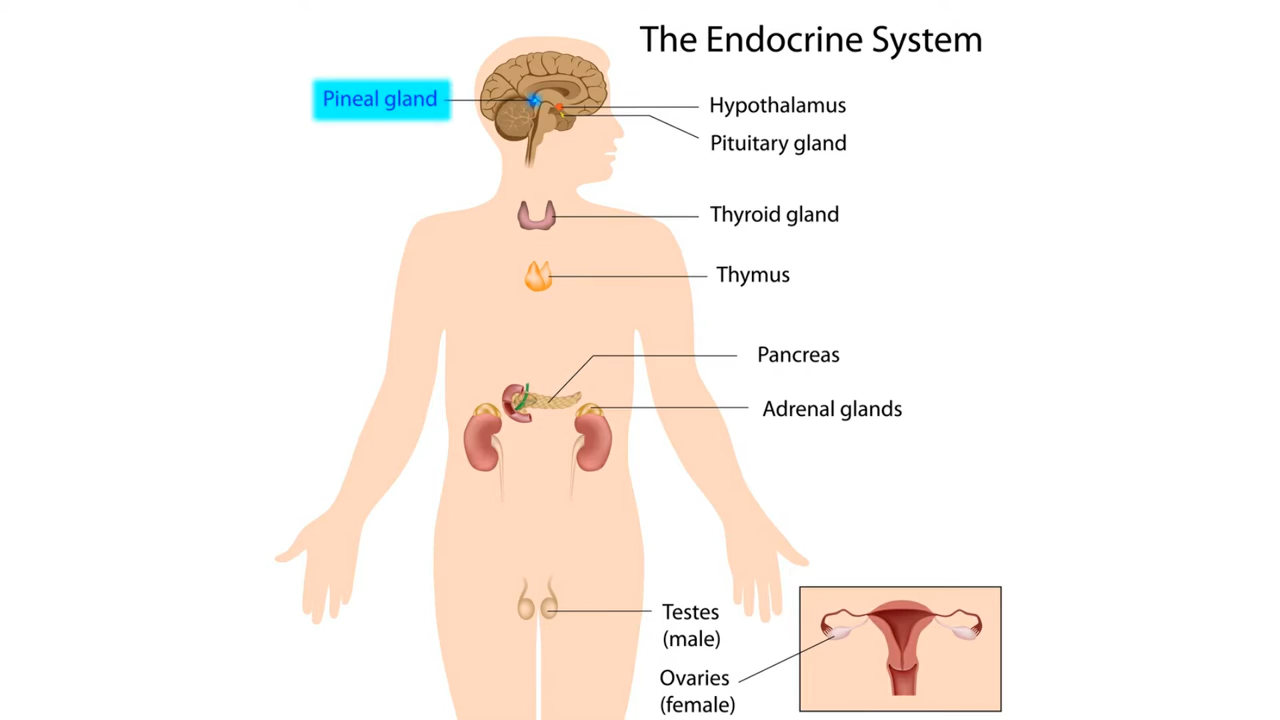 The Endocrine System
Pineal gland
Hypothalamus
Pituitary gland
Thyroid gland
Thymus
Pancreas
Adrenal glands
Testes
(male)
Ovaries
(female)